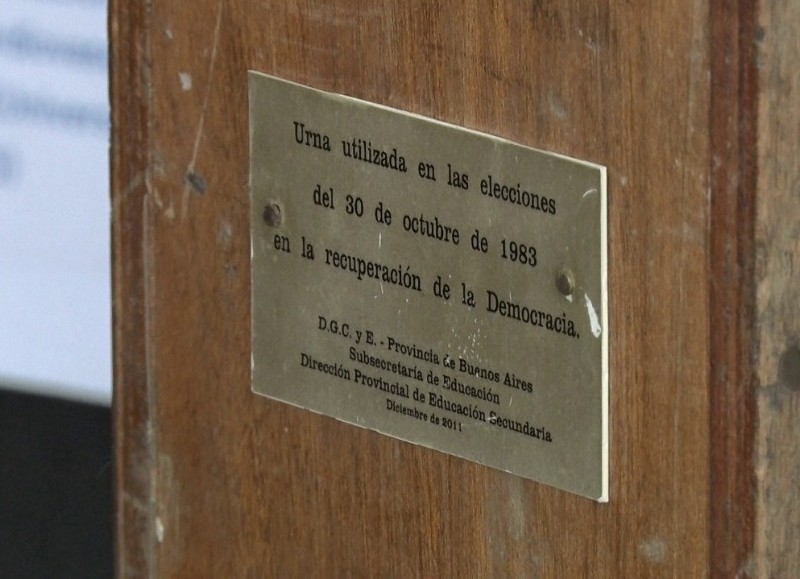 Urna utilizada en las elecciones
del 30 de octubre de 1983
en la recuperación de la Democracia.
D.G.C. y E. - Provincia de Buenos Aires
Subsecretaría de Educación
Dirección Provincial de Educación Secundaria
Diciembre de 2011